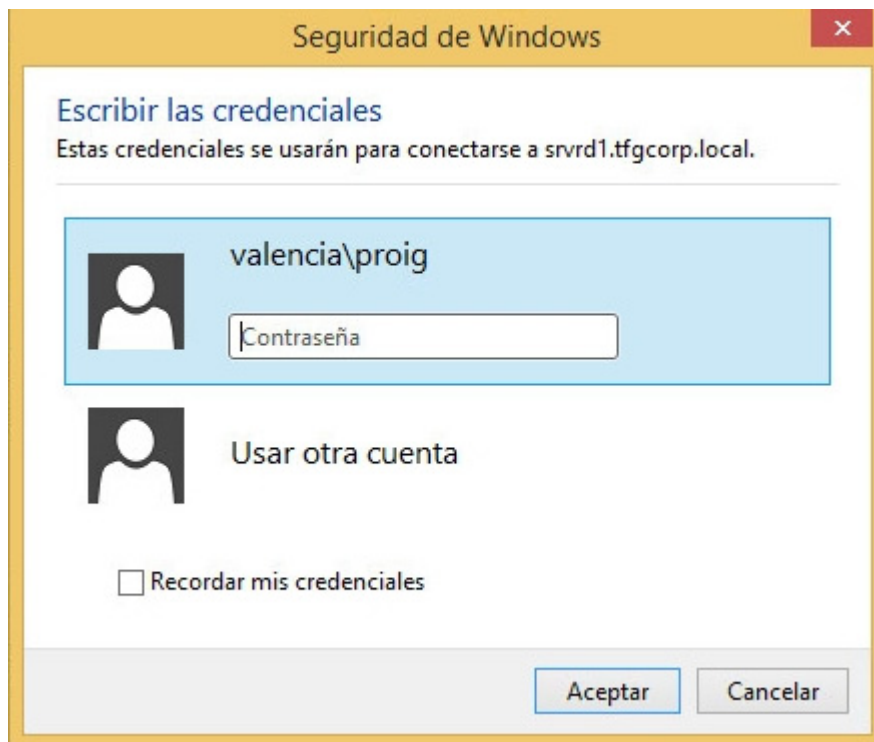 Seguridad de Windows
Escribir las credenciales
Estas credenciales se usarán para conectarse a srvrd1.tfgcorp.local.
valencia\proig
Contraseña
Usar otra cuenta
Recordar mis credenciales
Aceptar Cancelar